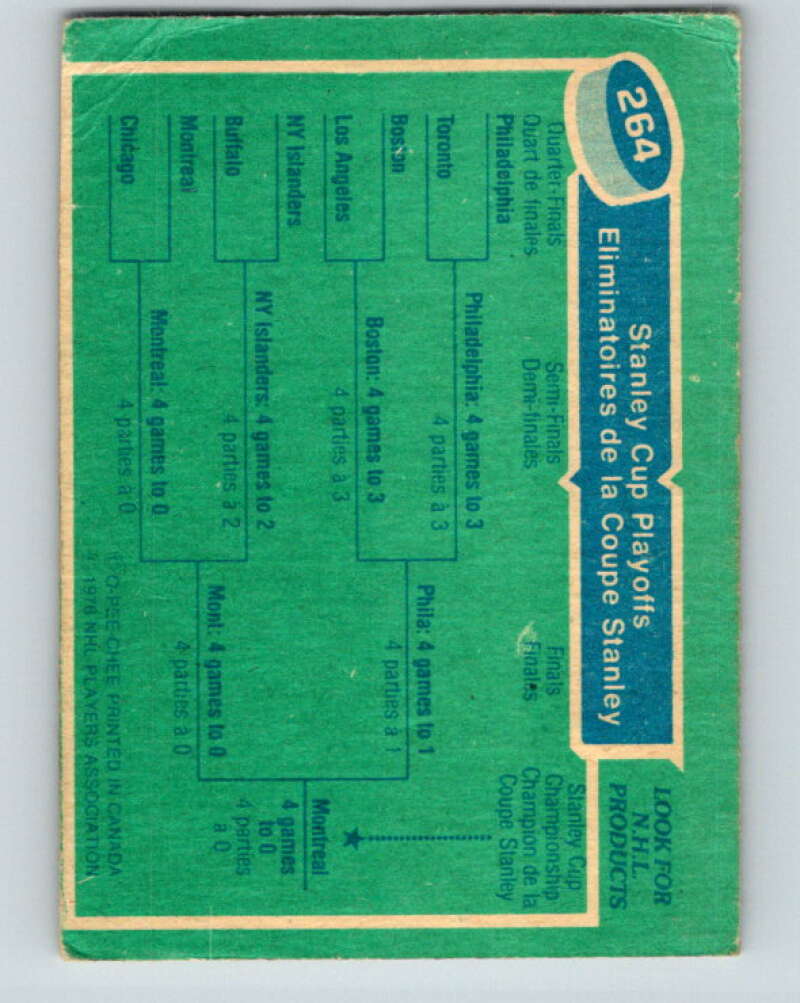 264
Stanley Cup Playoffs
Eliminatoires de la Coupe Stanley
LOOK FOR
N.H.L.
PRODUCTS
Quarter-Finals
Quart de finales
Semi-Finals
Demi-finales
Finals
Finales
Stanley Cup
Championship
Champion de la
Coupe Stanley
Philadelphia
Toronto
Boston
Los Angeles
NY Islanders
Buffalo
Montreal
Chicago
Philadelphia: 4 games to 3
4 parties à 3
Boston: 4 games to 3
4 parties à 3
NY Islanders: 4 games to 2
4 parties à 2
Montreal: 4 games to 0
4 parties à 0
Phila: 4 games to 1
4 parties à 1
Mont: 4 games to 0
4 parties à 0
Montreal
4 games
to 0
4 parties
à 0
O-PEE-CHEE PRINTED IN CANADA
1976 NHL PLAYERS ASSOCIATION